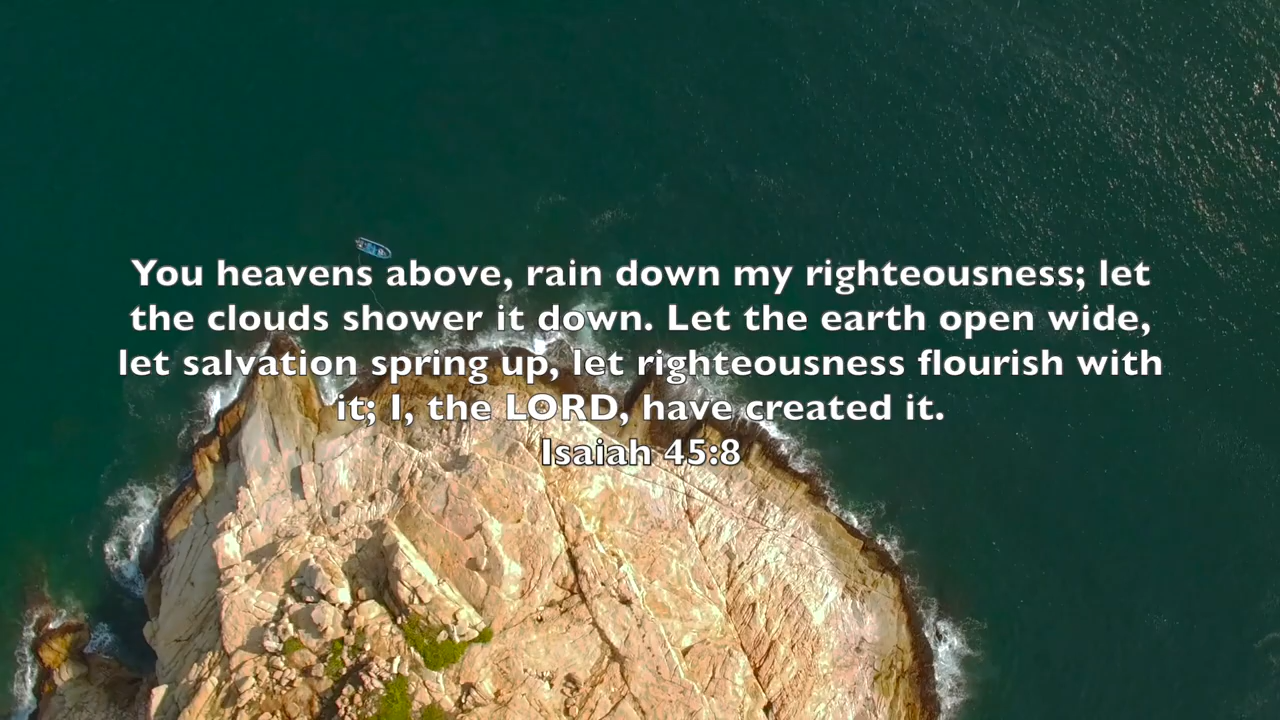 You heavens above, rain down my righteousness; let
the clouds shower it down. Let the earth open wide,
let salvation spring up, let righteousness flourish with
it; I, the LORD, have created it.
Isaiah 45:8